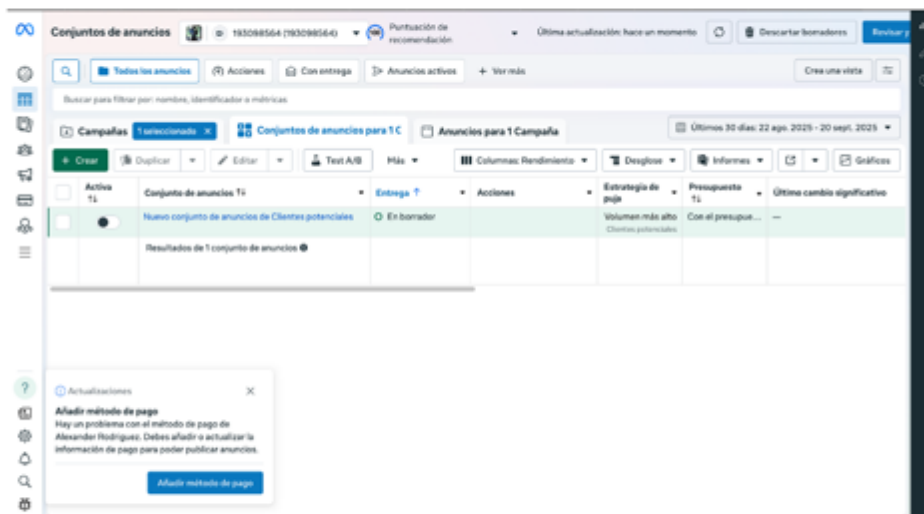 Conjuntos de anuncios
193098564 (193098564)
Puntuación de
recomendación
Última actualización: hace un momento
Descartar borradores
Revisar y
Todos los anuncios
Acciones
Con entrega
Anuncios activos
+ Ver más
Crea una vista
Buscar para filtrar por: nombre, identificador o métricas
Campañas
1 seleccionado ×
Conjuntos de anuncios para 1 C
Anuncios para 1 Campaña
Últimos 30 días: 22 ago. 2025 - 20 sept. 2025
+ Crear
Duplicar
Editar
Test A/B
Más
Columnas: Rendimiento
Desglose
Informes
Gráficos
Activa
Conjunto de anuncios
Entrega ↑
Acciones
Estrategia de
puja
Presupuesto
Último cambio significativo
Nuevo conjunto de anuncios de Clientes potenciales
En borrador
Volumen más alto
Clientes potenciales
Con el presupue...
—
Resultados de 1 conjunto de anuncios
Actualizaciones
Añadir método de pago
Hay un problema con el método de pago de
Alexander Rodriguez. Debes añadir o actualizar la
información de pago para poder publicar anuncios.
Añadir método de pago